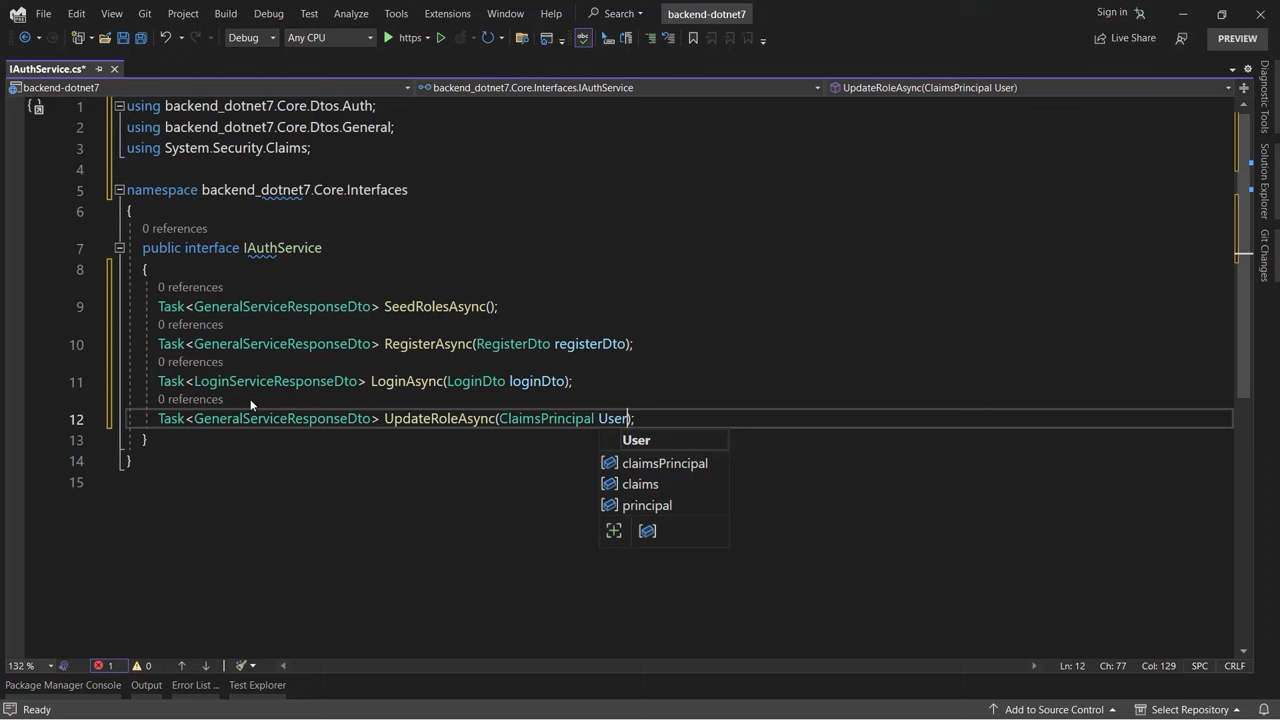 File Edit View Git Project Build Debug Test Analyze Tools Extensions Window Help Search backend-dotnet7 Sign in
Debug Any CPU https Live Share PREVIEW
IAuthService.cs*
backend-dotnet7 backend_dotnet7.Core.Interfaces.IAuthService UpdateRoleAsync(ClaimsPrincipal User)
1 using backend_dotnet7.Core.Dtos.Auth;
2 using backend_dotnet7.Core.Dtos.General;
3 using System.Security.Claims;
4
5 namespace backend_dotnet7.Core.Interfaces
6 {
0 references
7 public interface IAuthService
8 {
0 references
9 Task<GeneralServiceResponseDto> SeedRolesAsync();
0 references
10 Task<GeneralServiceResponseDto> RegisterAsync(RegisterDto registerDto);
0 references
11 Task<LoginServiceResponseDto> LoginAsync(LoginDto loginDto);
0 references
12 Task<GeneralServiceResponseDto> UpdateRoleAsync(ClaimsPrincipal User);
13 }
14 }
15
User
claimsPrincipal
claims
principal
Diagnostic Tools
Solution Explorer
Git Changes
132 % 1 0 Ln: 12 Ch: 77 Col: 129 SPC CRLF
Package Manager Console Output Error List ... Test Explorer
Ready Add to Source Control Select Repository